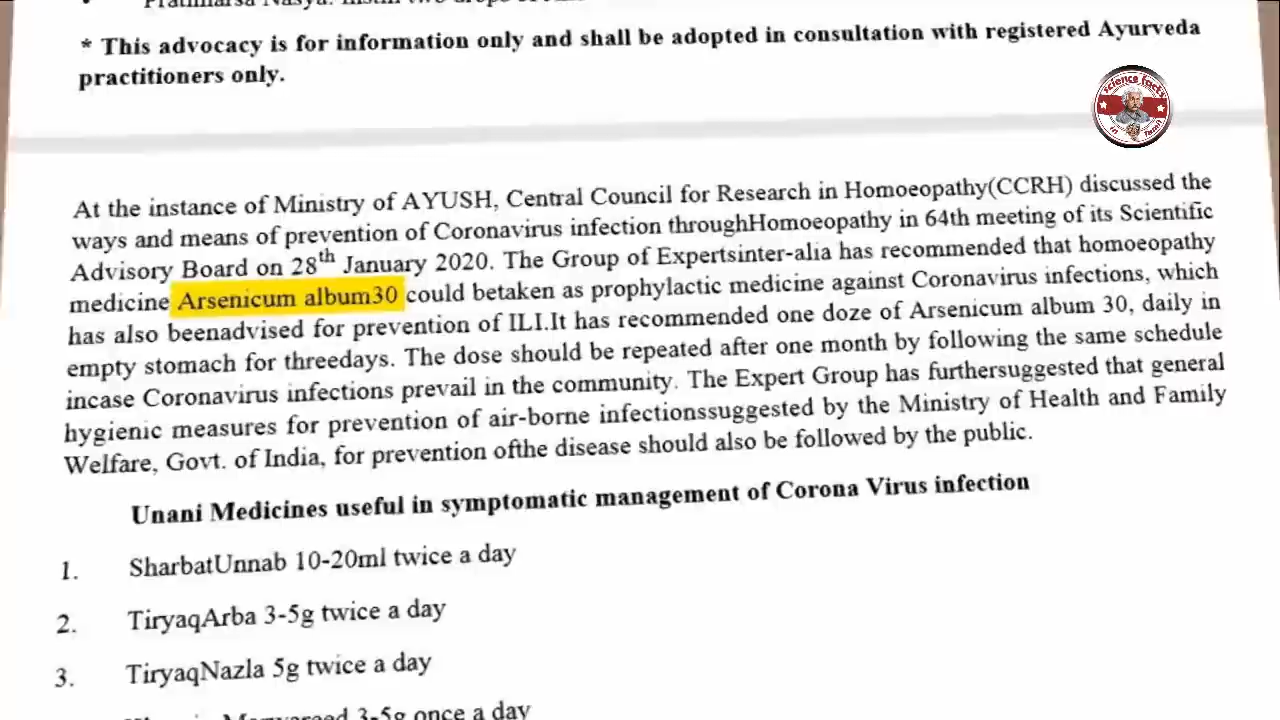 * This advocacy is for information only and shall be adopted in consultation with registered Ayurveda
practitioners only.
science facts
in Tamil
At the instance of Ministry of AYUSH, Central Council for Research in Homoeopathy(CCRH) discussed the
ways and means of prevention of Coronavirus infection throughHomoeopathy in 64th meeting of its Scientific
Advisory Board on 28th January 2020. The Group of Expertsinter-alia has recommended that homoeopathy
medicine Arsenicum album30 could betaken as prophylactic medicine against Coronavirus infections, which
has also beenadvised for prevention of ILI.It has recommended one doze of Arsenicum album 30, daily in
empty stomach for threedays. The dose should be repeated after one month by following the same schedule
incase Coronavirus infections prevail in the community. The Expert Group has furthersuggested that general
hygienic measures for prevention of air-borne infectionssuggested by the Ministry of Health and Family
Welfare, Govt. of India, for prevention ofthe disease should also be followed by the public.
Unani Medicines useful in symptomatic management of Corona Virus infection
1. SharbatUnnab 10-20ml twice a day
2. TiryaqArba 3-5g twice a day
3. TiryaqNazla 5g twice a day
3-5g once a day